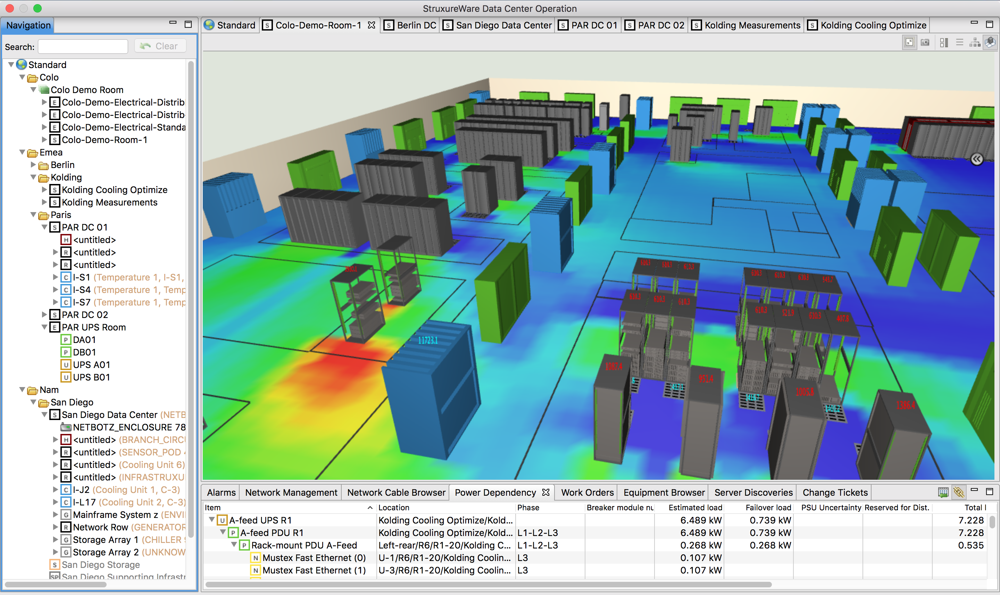 StruxureWare Data Center Operation
Navigation
Search:
Clear
Standard
Colo
Colo Demo Room
E Colo-Demo-Electrical-Distrib
E Colo-Demo-Electrical-Distrib
E Colo-Demo-Electrical-Standa
S Colo-Demo-Room-1
Emea
Berlin
Kolding
S Kolding Cooling Optimize
S Kolding Measurements
Paris
S PAR DC 01
H <untitled>
R <untitled>
R <untitled>
C I-S1 (Temperature 1, I-S1,
C I-S4 (Temperature 1, Temp
C I-S7 (Temperature 1, Temp
S PAR DC 02
E PAR UPS Room
P DA01
P DB01
U UPS A01
U UPS B01
Nam
San Diego
S San Diego Data Center (NETB
NETBOTZ_ENCLOSURE 78
H <untitled> (BRANCH_CIRCU
R <untitled> (SENSOR_POD
R <untitled> (Cooling Unit 6)
R <untitled> (INFRASTRUXU
C I-J2 (Cooling Unit 1, C-3)
C I-L17 (Cooling Unit 2, C-3)
G Mainframe System z (ENVI
R Network Row (GENERATOR
G Storage Array 1 (CHILLER
G Storage Array 2 (UNKNOW
S San Diego Storage
SP San Diego Supporting Infrastr
Standard S Colo-Demo-Room-1 S Berlin DC S San Diego Data Center S PAR DC 01 S PAR DC 02 S Kolding Measurements S Kolding Cooling Optimize
610.3 610.3 610.3
610.3 610.3 610.3 543.7
610.3 610.3 610.3
610.3 521.9 610.3 407.8
11723.1
1087.4 951.4 1005.8 1386.4
Alarms Network Management Network Cable Browser Power Dependency Work Orders Equipment Browser Server Discoveries Change Tickets
Item Location Phase Breaker module nu Estimated load Failover load PSU Uncertainty Reserved for Dist. Total l
U A-feed UPS R1 Kolding Cooling Optimize/Kold... 6.489 kW 0.739 kW 7.228
P A-feed PDU R1 Kolding Cooling Optimize/Kold... L1-L2-L3 6.489 kW 0.739 kW 7.228
P Rack-mount PDU A-Feed Left-rear/R6/R1-20/Kolding C... L1-L2-L3 0.268 kW 0.268 kW 0.535
N Mustex Fast Ethernet (0) U-1/R6/R1-20/Kolding Coolin... L3 0.107 kW
N Mustex Fast Ethernet (1) U-3/R6/R1-20/Kolding Coolin... L3 0.107 kW